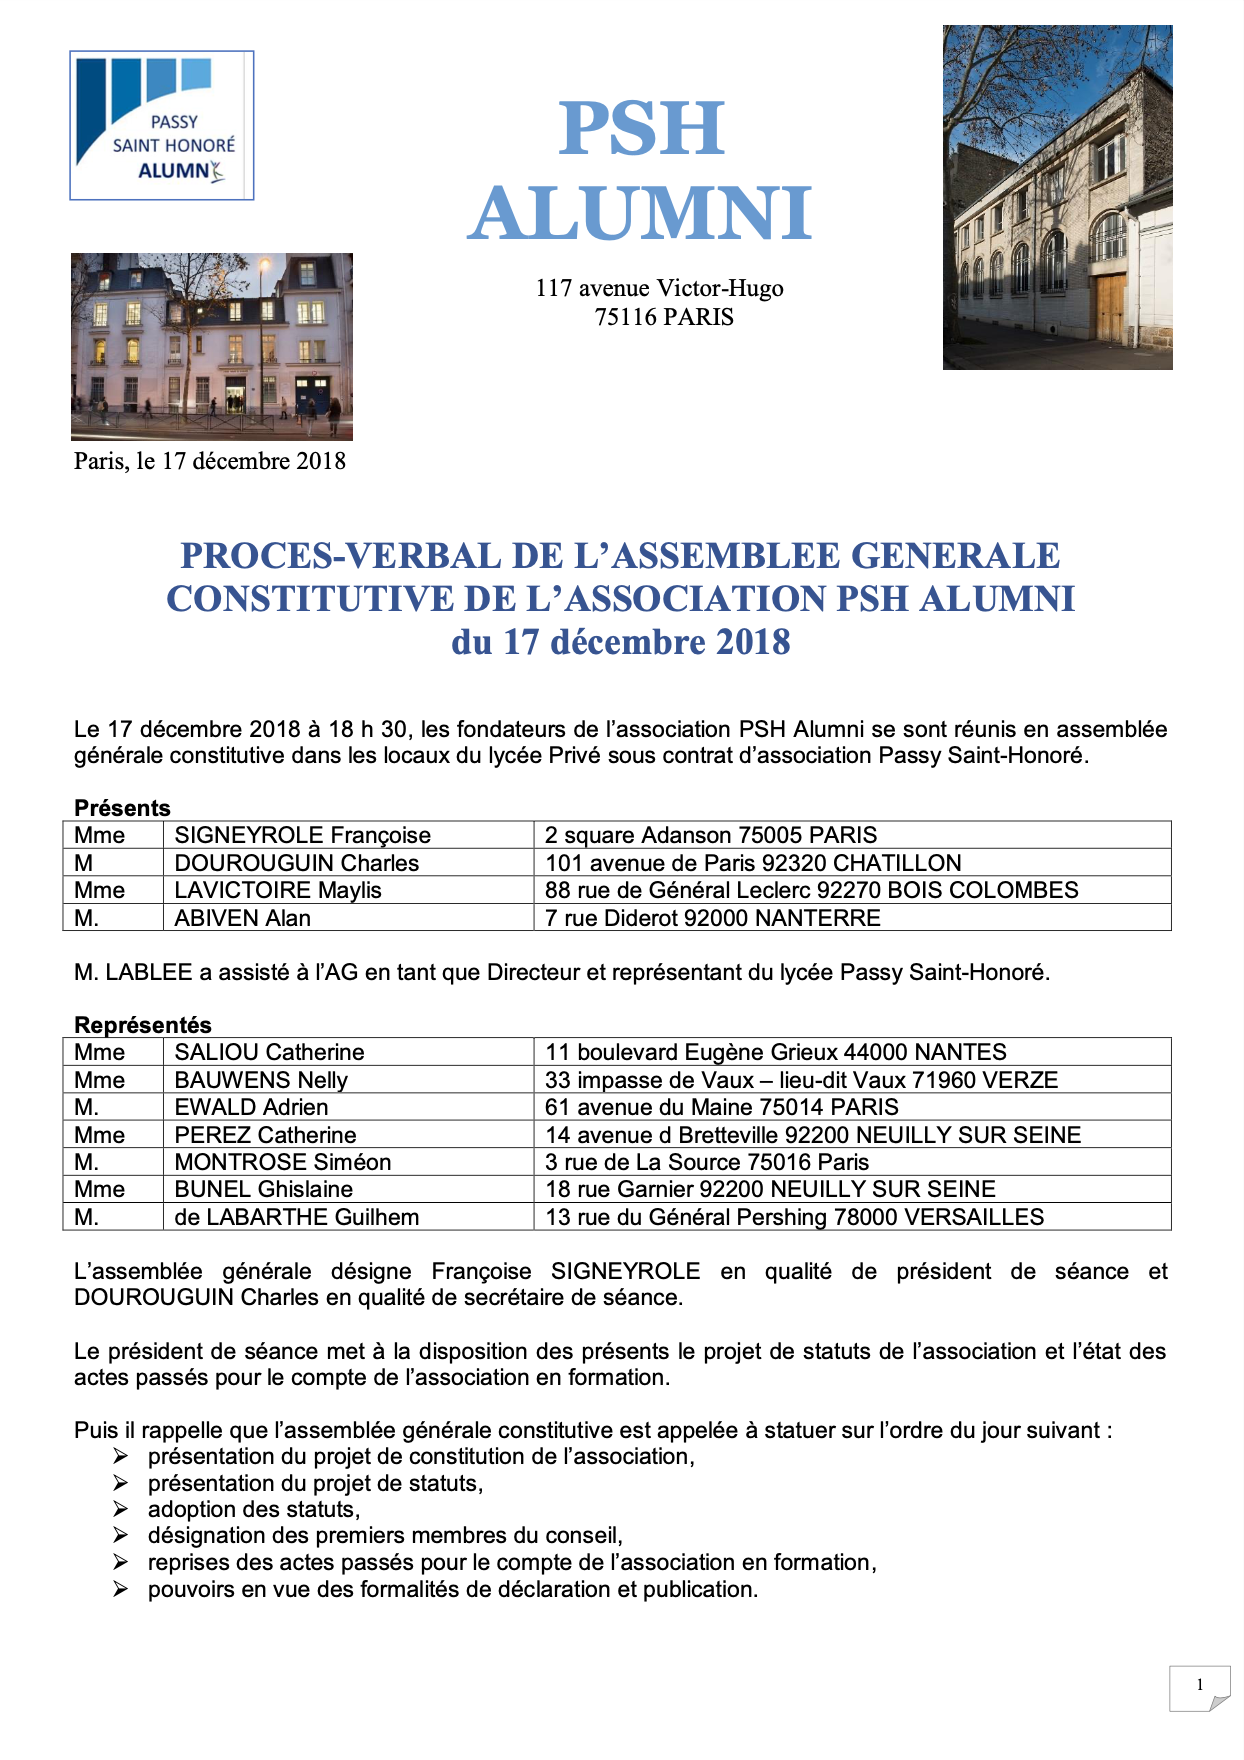 PASSY
SAINT HONORÉ
ALUMNI
PSH
ALUMNI
117 avenue Victor-Hugo
75116 PARIS
Paris, le 17 décembre 2018
PROCES-VERBAL DE L’ASSEMBLEE GENERALE
CONSTITUTIVE DE L’ASSOCIATION PSH ALUMNI
du 17 décembre 2018
Le 17 décembre 2018 à 18 h 30, les fondateurs de l’association PSH Alumni se sont réunis en assemblée
générale constitutive dans les locaux du lycée Privé sous contrat d’association Passy Saint-Honoré.
Présents
Mme SIGNEYROLE Françoise 2 square Adanson 75005 PARIS
M DOUROUGUIN Charles 101 avenue de Paris 92320 CHATILLON
Mme LAVICTOIRE Maylis 88 rue de Général Leclerc 92270 BOIS COLOMBES
M. ABIVEN Alan 7 rue Diderot 92000 NANTERRE
M. LABLEE a assisté à l’AG en tant que Directeur et représentant du lycée Passy Saint-Honoré.
Représentés
Mme SALIOU Catherine 11 boulevard Eugène Grieux 44000 NANTES
Mme BAUWENS Nelly 33 impasse de Vaux – lieu-dit Vaux 71960 VERZE
M. EWALD Adrien 61 avenue du Maine 75014 PARIS
Mme PEREZ Catherine 14 avenue d Bretteville 92200 NEUILLY SUR SEINE
M. MONTROSE Siméon 3 rue de La Source 75016 Paris
Mme BUNEL Ghislaine 18 rue Garnier 92200 NEUILLY SUR SEINE
M. de LABARTHE Guilhem 13 rue du Général Pershing 78000 VERSAILLES
L’assemblée générale désigne Françoise SIGNEYROLE en qualité de président de séance et
DOUROUGUIN Charles en qualité de secrétaire de séance.
Le président de séance met à la disposition des présents le projet de statuts de l’association et l’état des
actes passés pour le compte de l’association en formation.
Puis il rappelle que l’assemblée générale constitutive est appelée à statuer sur l’ordre du jour suivant :
➢ présentation du projet de constitution de l’association,
➢ présentation du projet de statuts,
➢ adoption des statuts,
➢ désignation des premiers membres du conseil,
➢ reprises des actes passés pour le compte de l’association en formation,
➢ pouvoirs en vue des formalités de déclaration et publication.
1